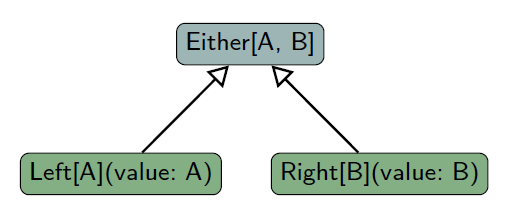 Either[A, B]
Left[A](value: A)
Right[B](value: B)